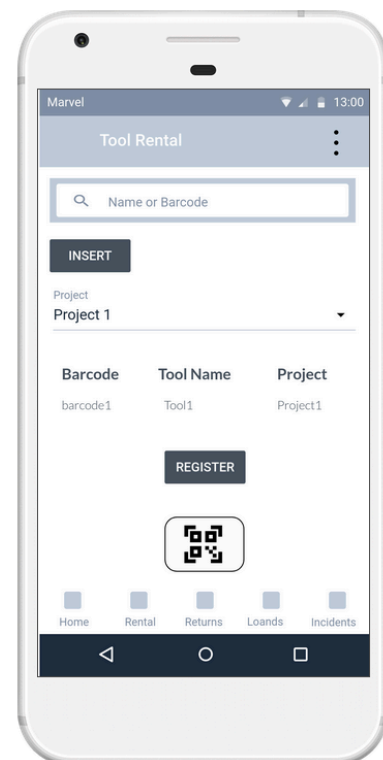 Marvel 13:00
Tool Rental
Name or Barcode
INSERT
Project
Project 1
Barcode Tool Name Project
barcode1 Tool1 Project1
REGISTER
Home Rental Returns Loands Incidents